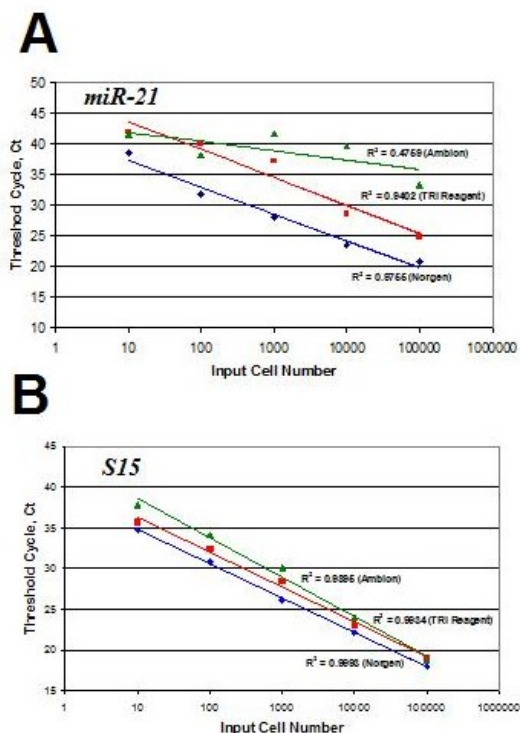 A
miR-21
50
45
40
35
30
25
20
15
10
Threshold Cycle, Ct
R² = 0.4759 (Ambion)
R² = 0.9402 (TRI Reagent)
R² = 0.9755 (Norgen)
1 10 100 1000 10000 100000 1000000
Input Cell Number
B
S15
45
40
35
30
25
20
15
Threshold Cycle, Ct
R² = 0.9895 (Ambion)
R² = 0.9934 (TRI Reagent)
R² = 0.9993 (Norgen)
1 10 100 1000 10000 100000 1000000
Input Cell Number